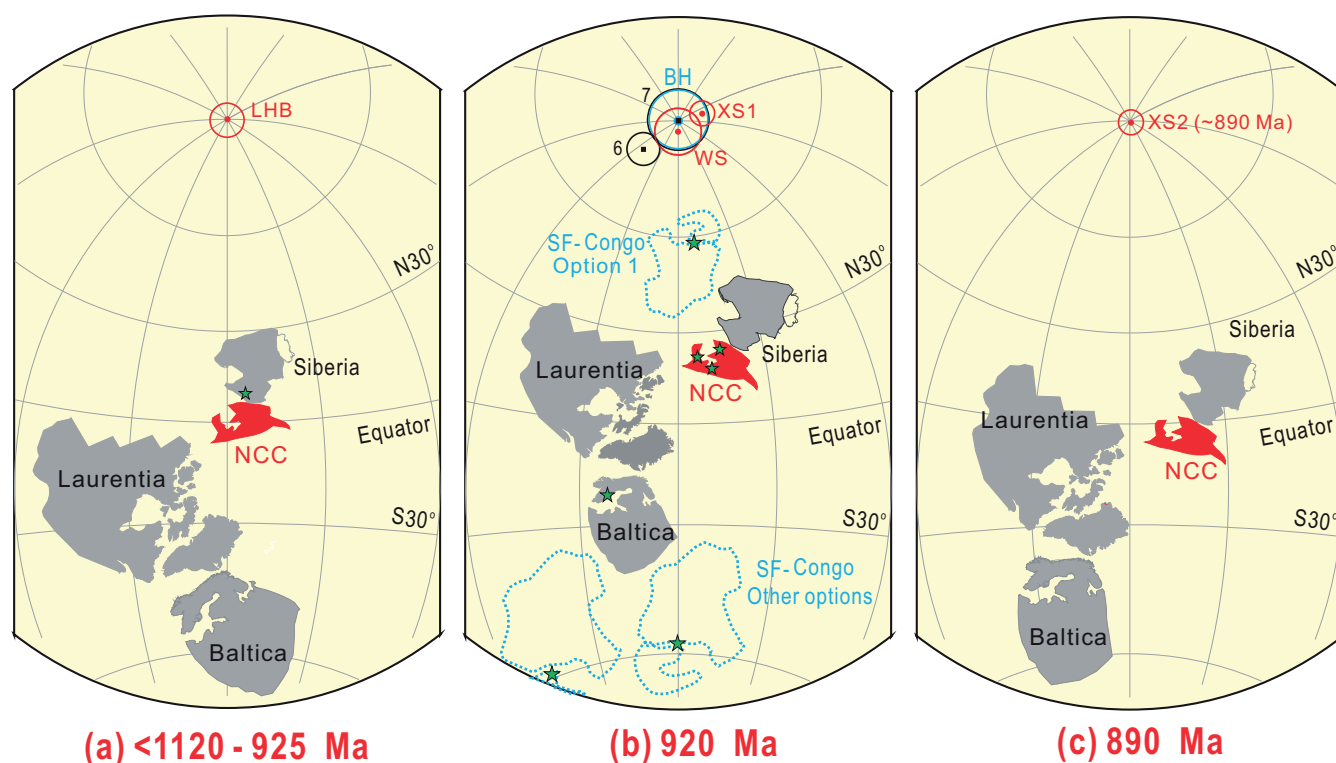 LHB
N30°
Siberia
Equator
NCC
Laurentia
S30°
Baltica
(a) <1120 - 925 Ma
BH
7
XS1
6
WS
SF-Congo
Option 1
N30°
Siberia
Laurentia
NCC
Equator
S30°
Baltica
SF-Congo
Other options
(b) 920 Ma
XS2 (~890 Ma)
N30°
Siberia
Laurentia
Equator
NCC
S30°
Baltica
(c) 890 Ma